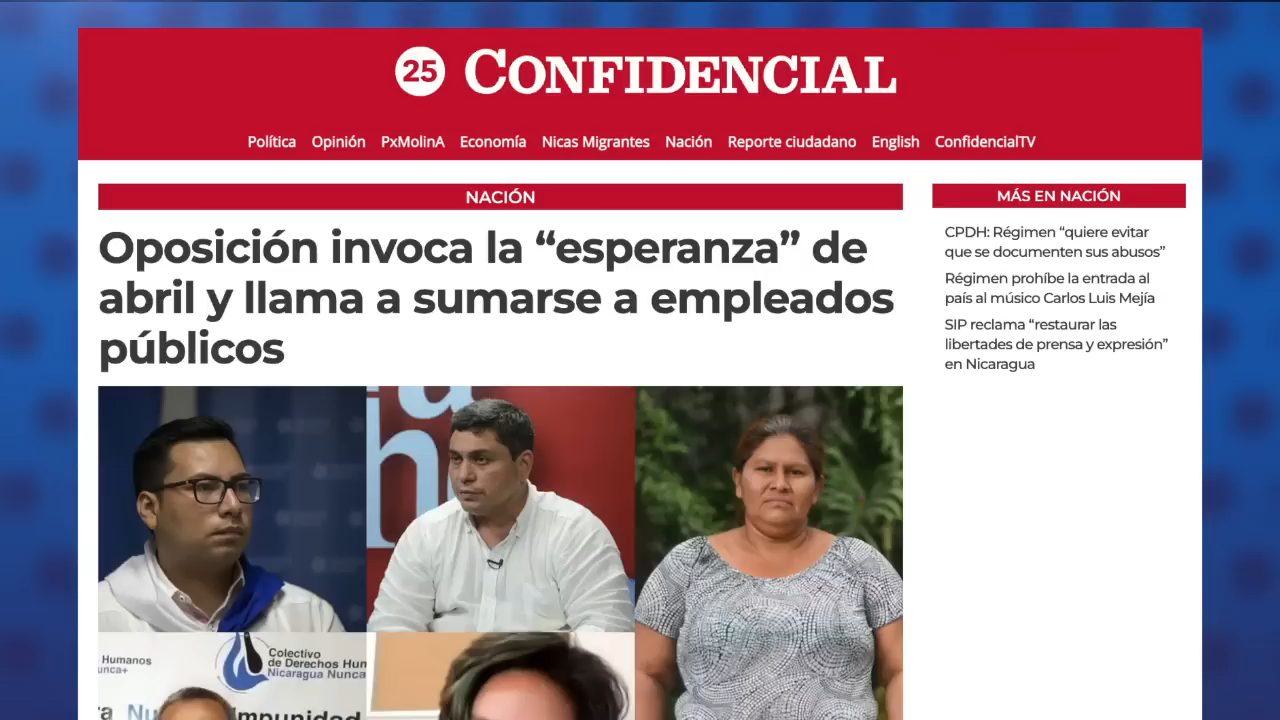 25 CONFIDENCIAL
Política Opinión PxMolinA Economía Nicas Migrantes Nación Reporte ciudadano English ConfidencialTV
NACIÓN
Oposición invoca la “esperanza” de
abril y llama a sumarse a empleados
públicos
MÁS EN NACIÓN
CPDH: Régimen “quiere evitar
que se documenten sus abusos”
Régimen prohíbe la entrada al
país al músico Carlos Luis Mejía
SIP reclama “restaurar las
libertades de prensa y expresión”
en Nicaragua
Humanos
Colectivo
de Derechos Hum
Nicaragua Nunca